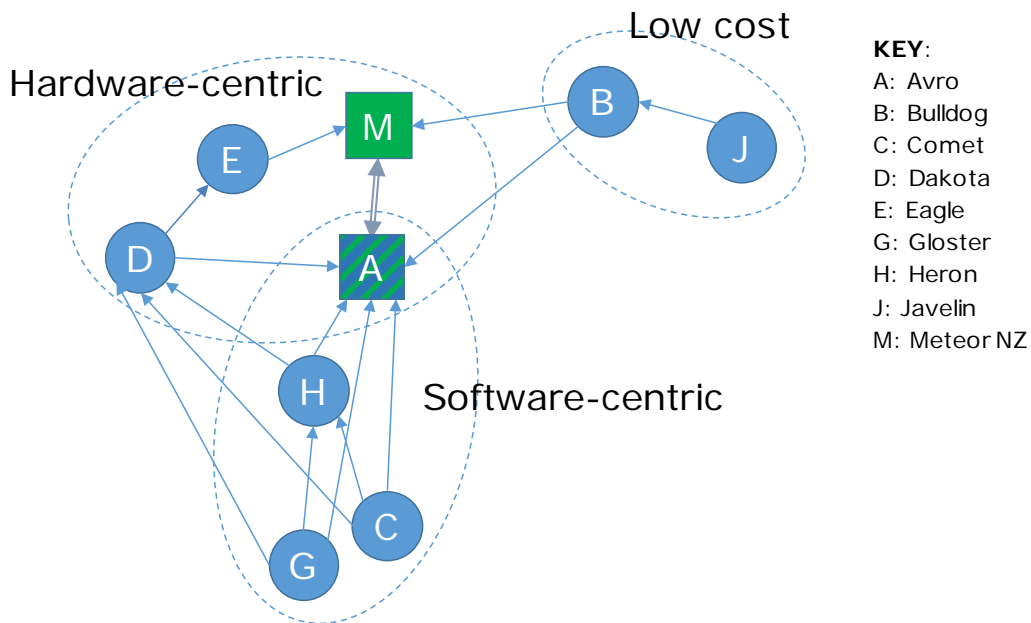 Low cost
Hardware-centric
M
B
E
J
D
A
H
Software-centric
C
G
KEY:
A: Avro
B: Bulldog
C: Comet
D: Dakota
E: Eagle
G: Gloster
H: Heron
J: Javelin
M: Meteor NZ